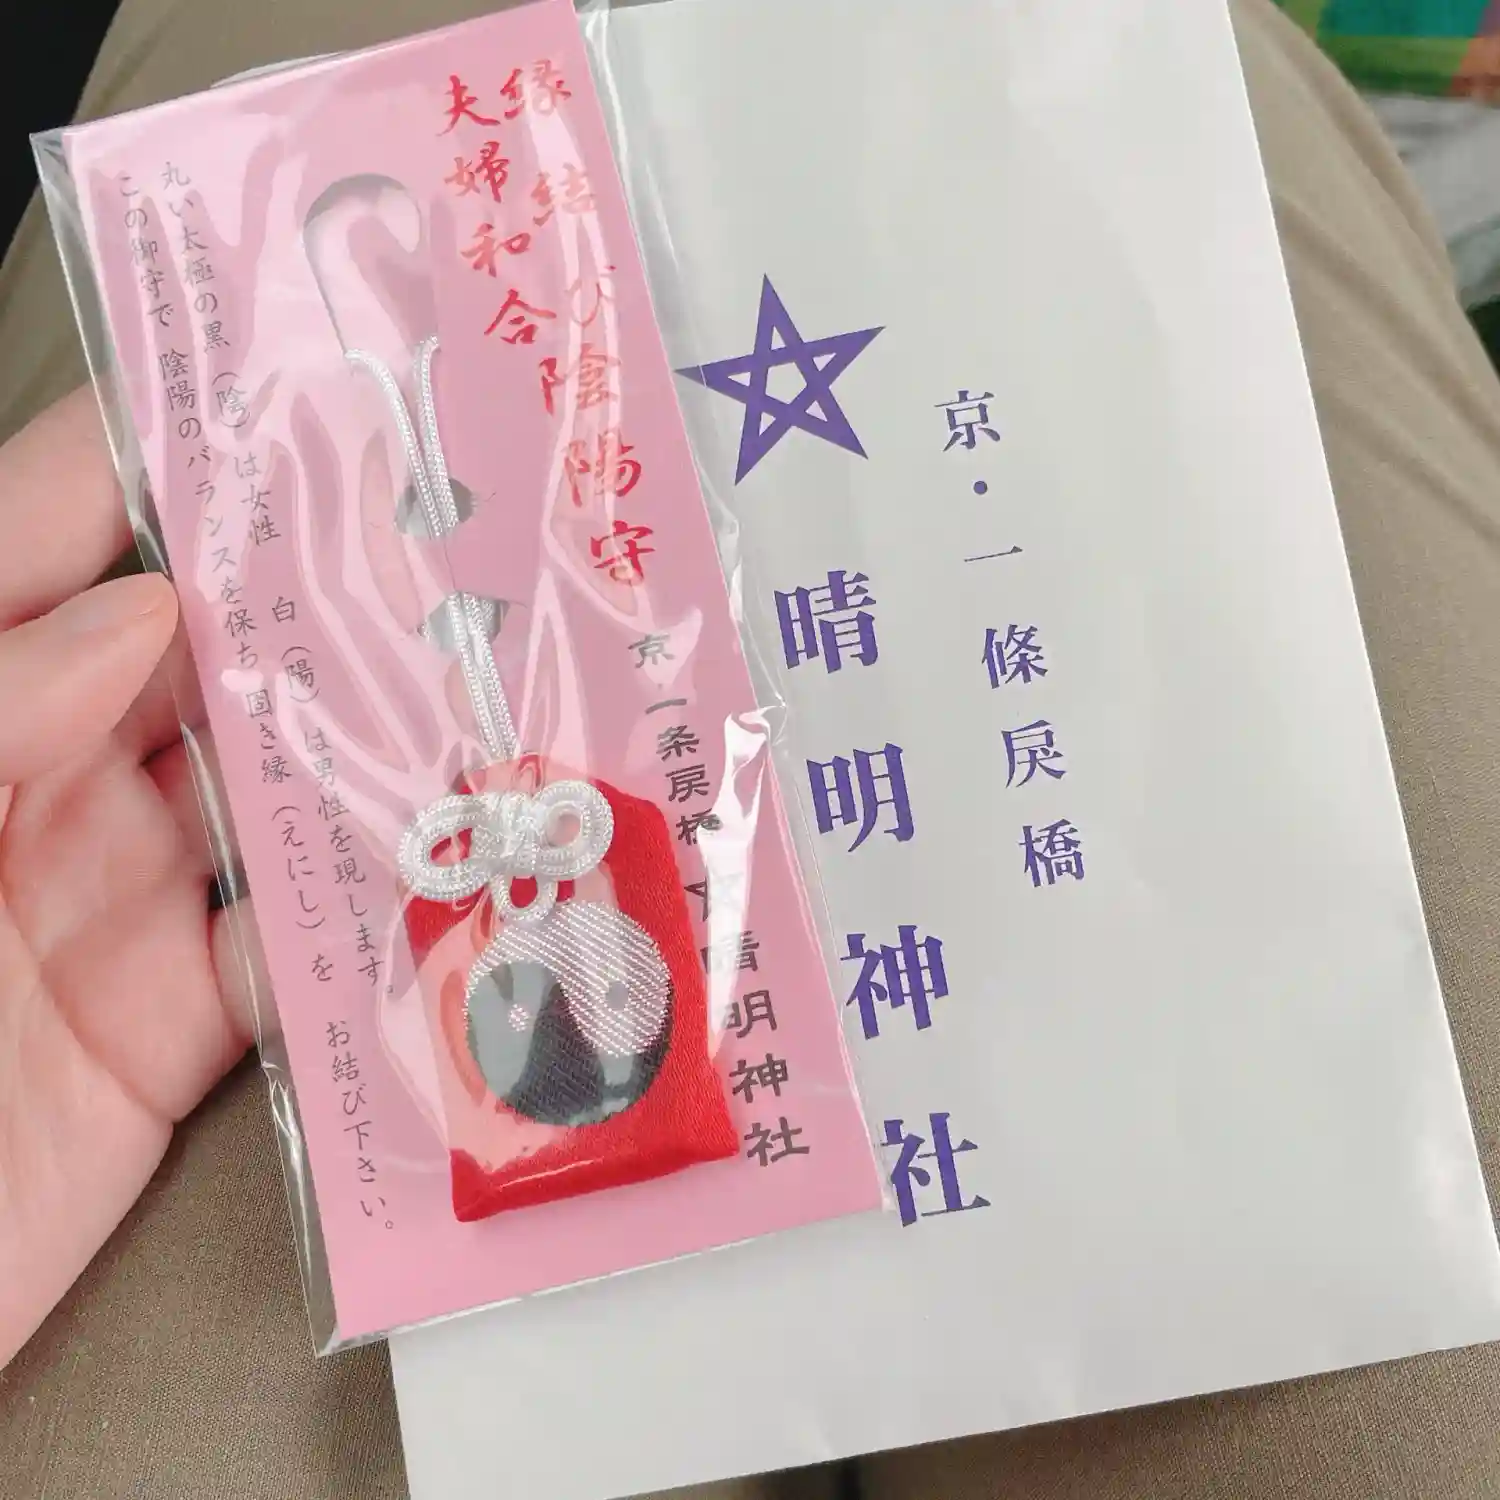 縁結び
夫婦和合
陰陽守
丸い太極の黒(陰)は女性 白(陽)は男性を現します。
この御守で 陰陽のバランスを保ち 固き縁(えにし)を お結び下さい。
京・一条戻橋
晴明神社
京・一條戻橋
晴明神社